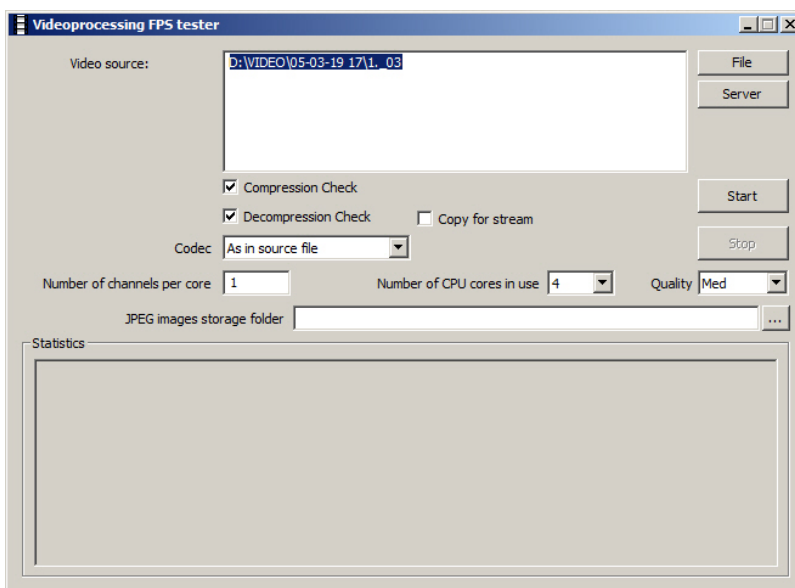 Videoprocessing FPS tester
Video source:
D:\VIDEO\05-03-19 17\1._03
File
Server
Compression Check
Start
Decompression Check
Copy for stream
Codec
As in source file
Stop
Number of channels per core
1
Number of CPU cores in use
4
Quality
Med
JPEG images storage folder
...
Statistics